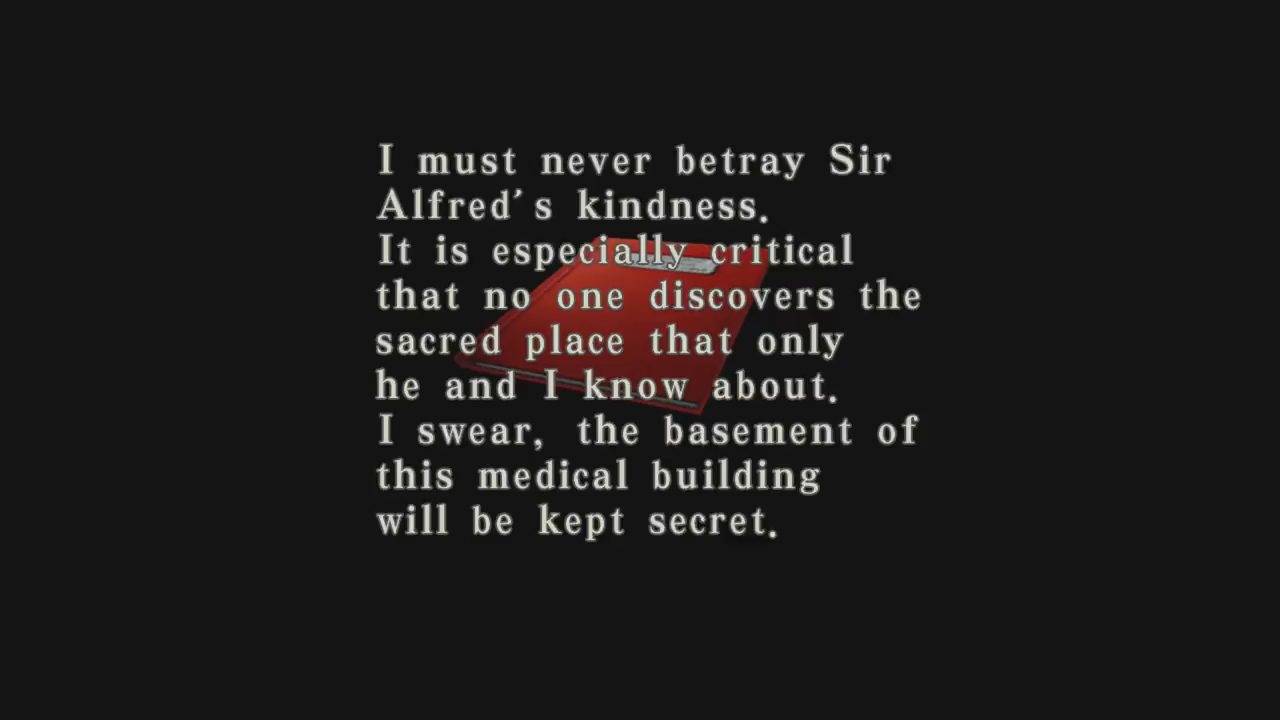 I must never betray Sir
Alfred's kindness.
It is especially critical
that no one discovers the
sacred place that only
he and I know about.
I swear, the basement of
this medical building
will be kept secret.